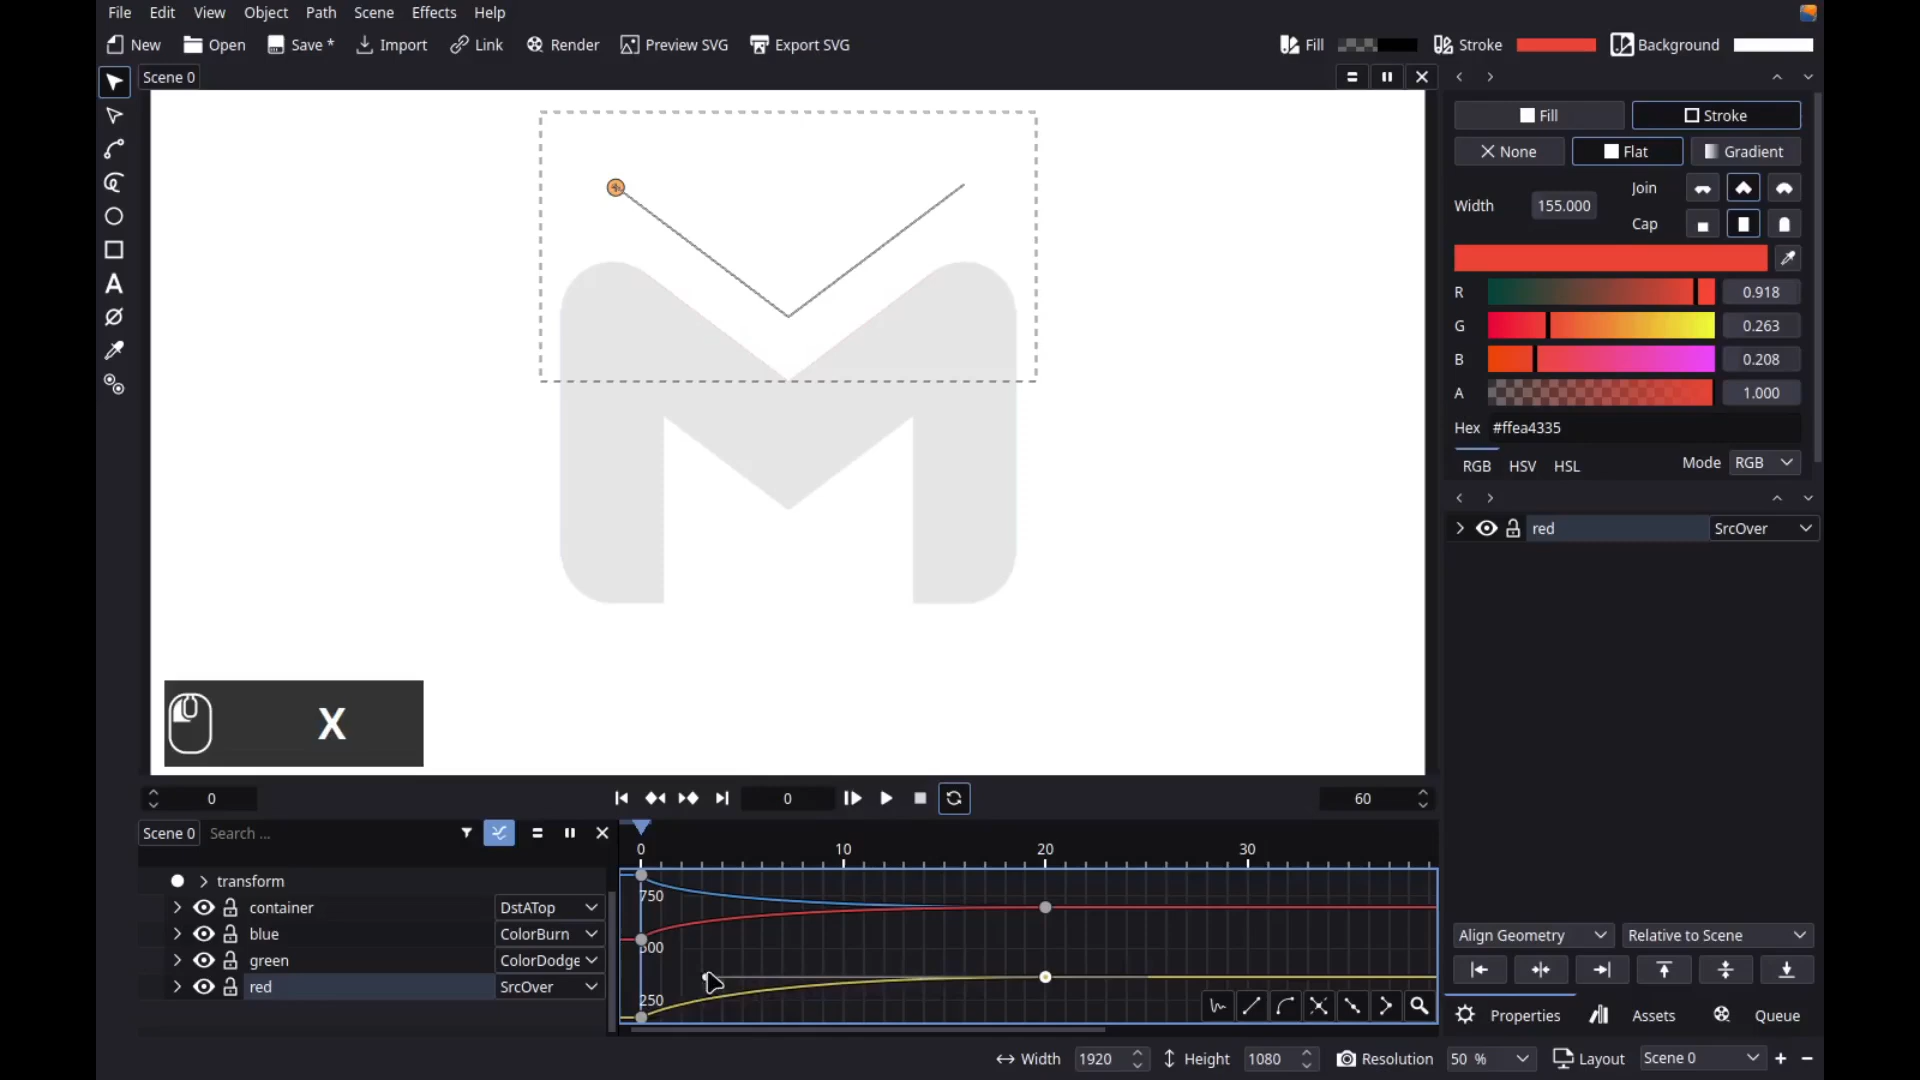 File Edit View Object Path Scene Effects Help
New Open Save * Import Link Render Preview SVG Export SVG Fill Stroke Background
Scene 0
Fill Stroke
None Flat Gradient
Width 155.000 Join
Cap
R 0.918
G 0.263
B 0.208
A 1.000
Hex #ffea4335
RGB HSV HSL Mode RGB
red SrcOver
X
0 0 60
Scene 0 Search ...
0 10 20 30
transform
container DstATop
blue ColorBurn
green ColorDodge
red SrcOver
750
500
250
Align Geometry Relative to Scene
Properties Assets Queue
Width 1920 Height 1080 Resolution 50 % Layout Scene 0